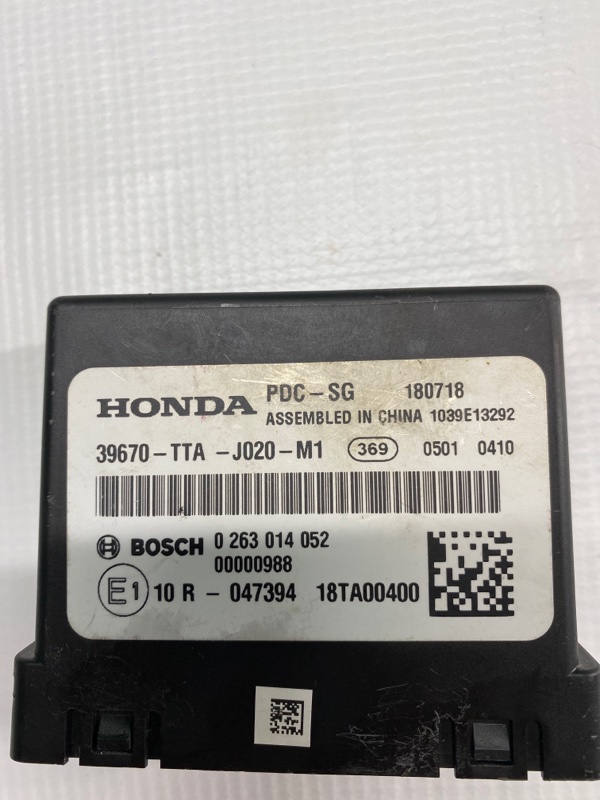 HONDA PDC-SG 180718
ASSEMBLED IN CHINA 1039E13292
39670-TTA -J020-M1 369 0501 0410
BOSCH 0 263 014 052
00000988
E1 10 R - 047394 18TA00400